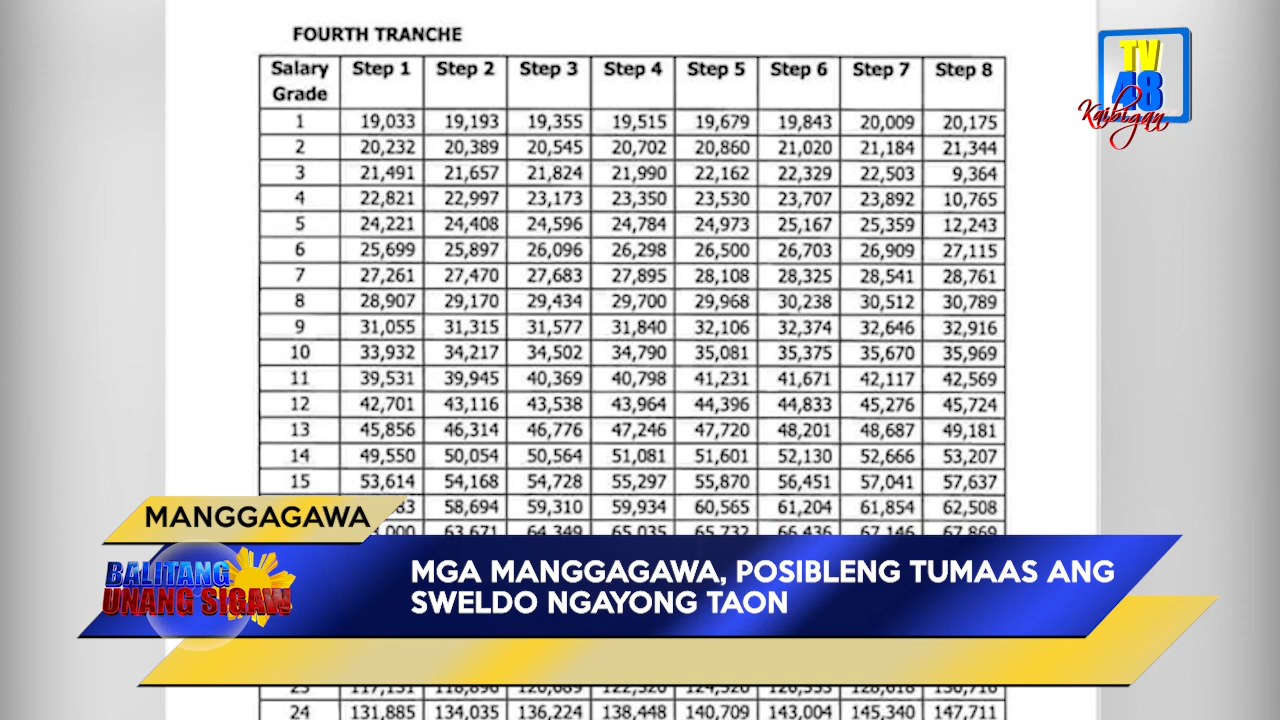 FOURTH TRANCHE
Salary Grade Step 1 Step 2 Step 3 Step 4 Step 5 Step 6 Step 7 Step 8
1 19,033 19,193 19,355 19,515 19,679 19,843 20,009 20,175
2 20,232 20,389 20,545 20,702 20,860 21,020 21,184 21,344
3 21,491 21,657 21,824 21,990 22,162 22,329 22,503 9,364
4 22,821 22,997 23,173 23,350 23,530 23,707 23,892 10,765
5 24,221 24,408 24,596 24,784 24,973 25,167 25,359 12,243
6 25,699 25,897 26,096 26,298 26,500 26,703 26,909 27,115
7 27,261 27,470 27,683 27,895 28,108 28,325 28,541 28,761
8 28,907 29,170 29,434 29,700 29,968 30,238 30,512 30,789
9 31,055 31,315 31,577 31,840 32,106 32,374 32,646 32,916
10 33,932 34,217 34,502 34,790 35,081 35,375 35,670 35,969
11 39,531 39,945 40,369 40,798 41,231 41,671 42,117 42,569
12 42,701 43,116 43,538 43,964 44,396 44,833 45,276 45,724
13 45,856 46,314 46,776 47,246 47,720 48,201 48,687 49,181
14 49,550 50,054 50,564 51,081 51,601 52,130 52,666 53,207
15 53,614 54,168 54,728 55,297 55,870 56,451 57,041 57,637
58,694 59,310 59,934 60,565 61,204 61,854 62,508
63,671 64,349 65,035 65,732 66,436 67,146 67,869
24 131,885 134,035 136,224 138,448 140,709 143,004 145,340 147,711
TV
48
Kaibigan
MANGGAGAWA
BALITANG
UNANG SIGAW
MGA MANGGAGAWA, POSIBLENG TUMAAS ANG
SWELDO NGAYONG TAON